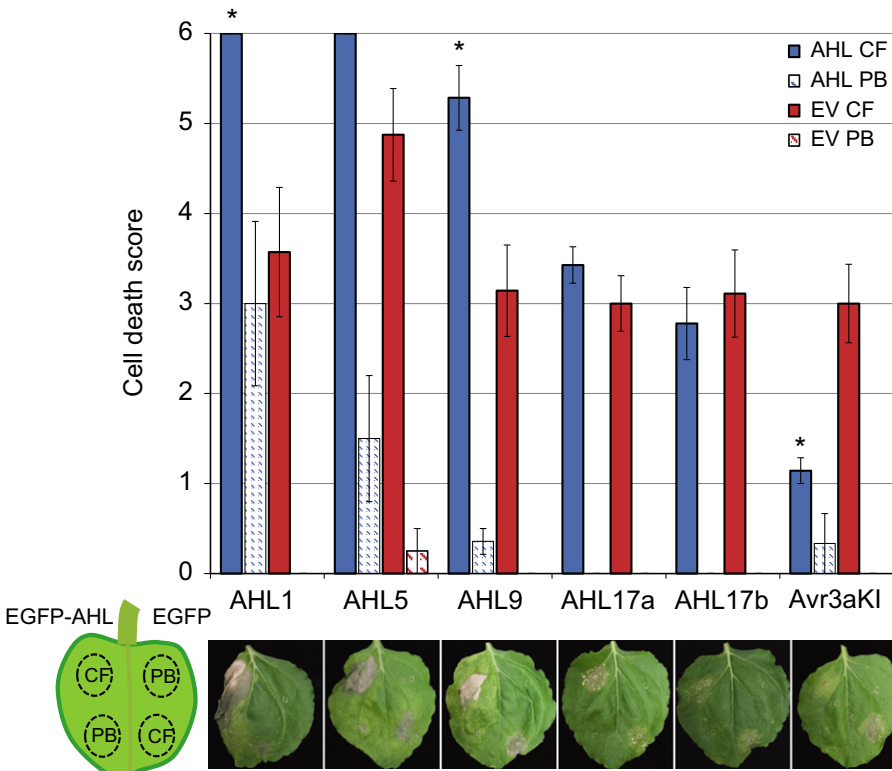 Cell death score
6
5
4
3
2
1
0
*
*
*
AHL CF
AHL PB
EV CF
EV PB
AHL1 AHL5 AHL9 AHL17a AHL17b Avr3aKI
EGFP-AHL EGFP
CF PB
PB CF